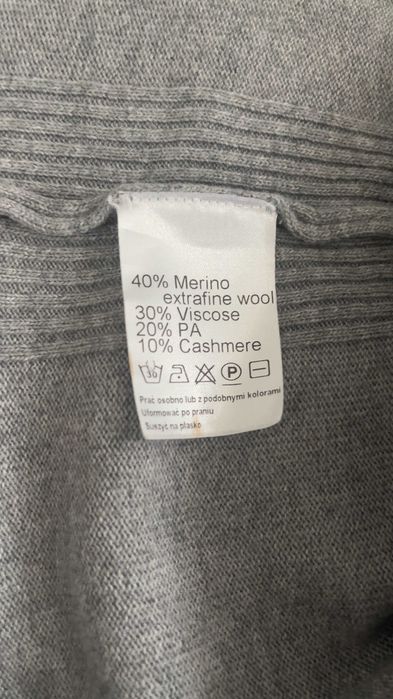 40% Merino
extrafine wool
30% Viscose
20% PA
10% Cashmere
30 P
Prać osobno lub z podobnymi kolorami
Uformować po praniu
Suszyć na płasko